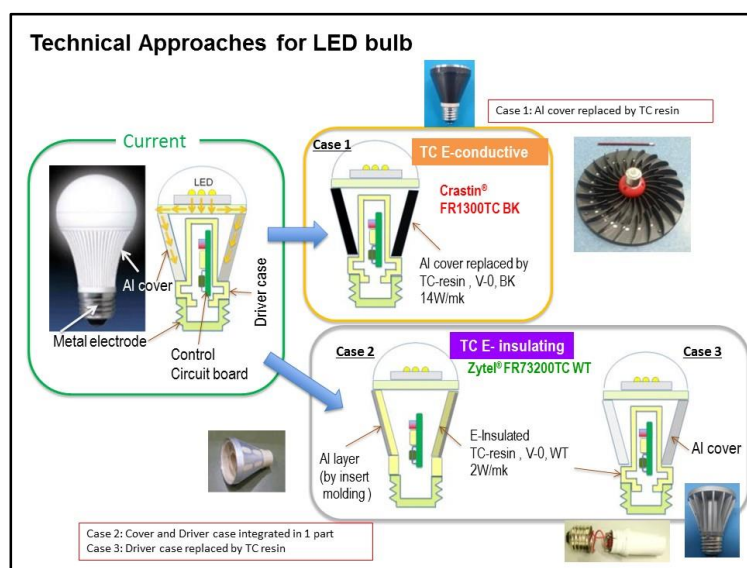 Technical Approaches for LED bulb
Case 1: Al cover replaced by TC resin
Current
LED
Al cover
Driver case
Metal electrode
Control
Circuit board
Case 1
TC E-conductive
Crastin®
FR1300TC BK
Al cover replaced by
TC-resin , V-0, BK
14W/mk
TC E- insulating
Case 2
Zytel® FR73200TC WT
Case 3
Al layer
(by insert
molding )
E-Insulated
TC-resin , V-0, WT
2W/mk
Al cover
Case 2: Cover and Driver case integrated in 1 part
Case 3: Driver case replaced by TC resin